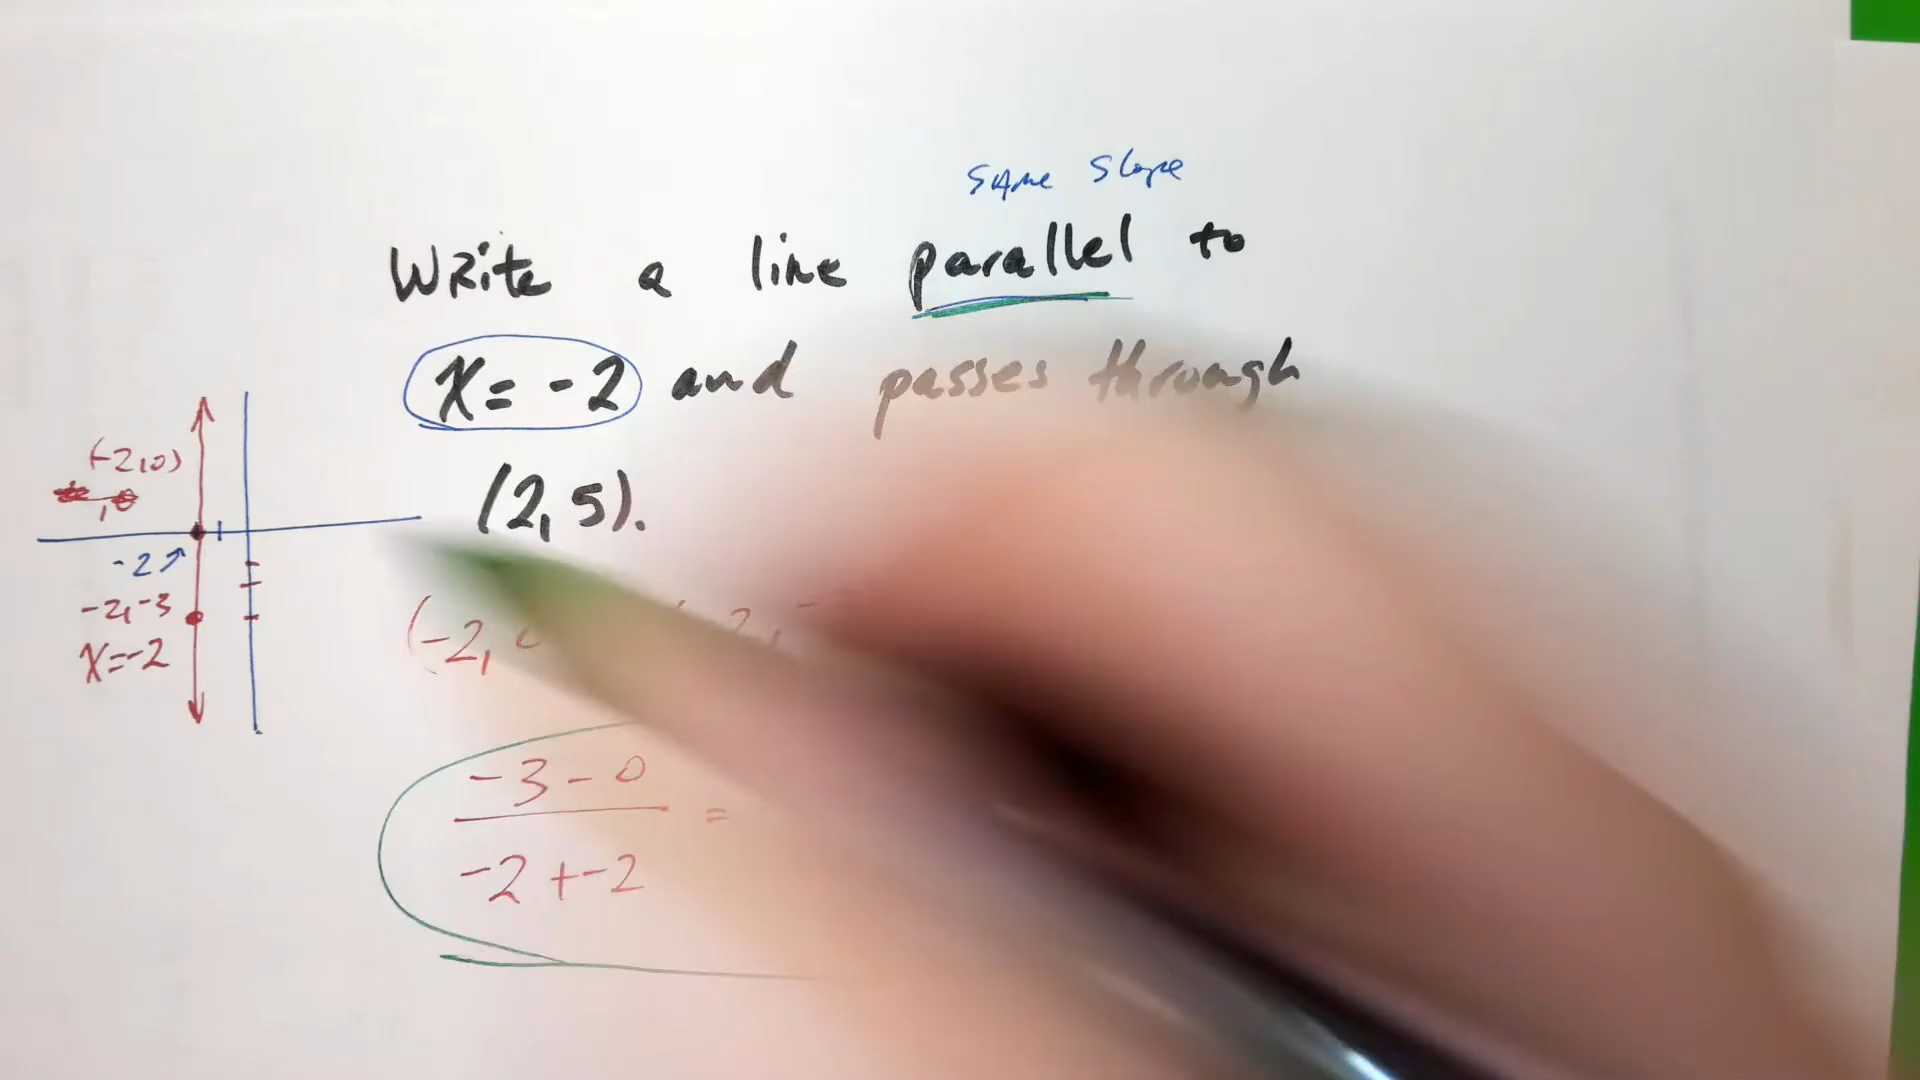 same slope
Write a line parallel to
x = -2 and passes through
(2, 5).
(-2,0)
-2
-2,-3
x=-2
(-2,
-3 - 0
=
-2 + -2